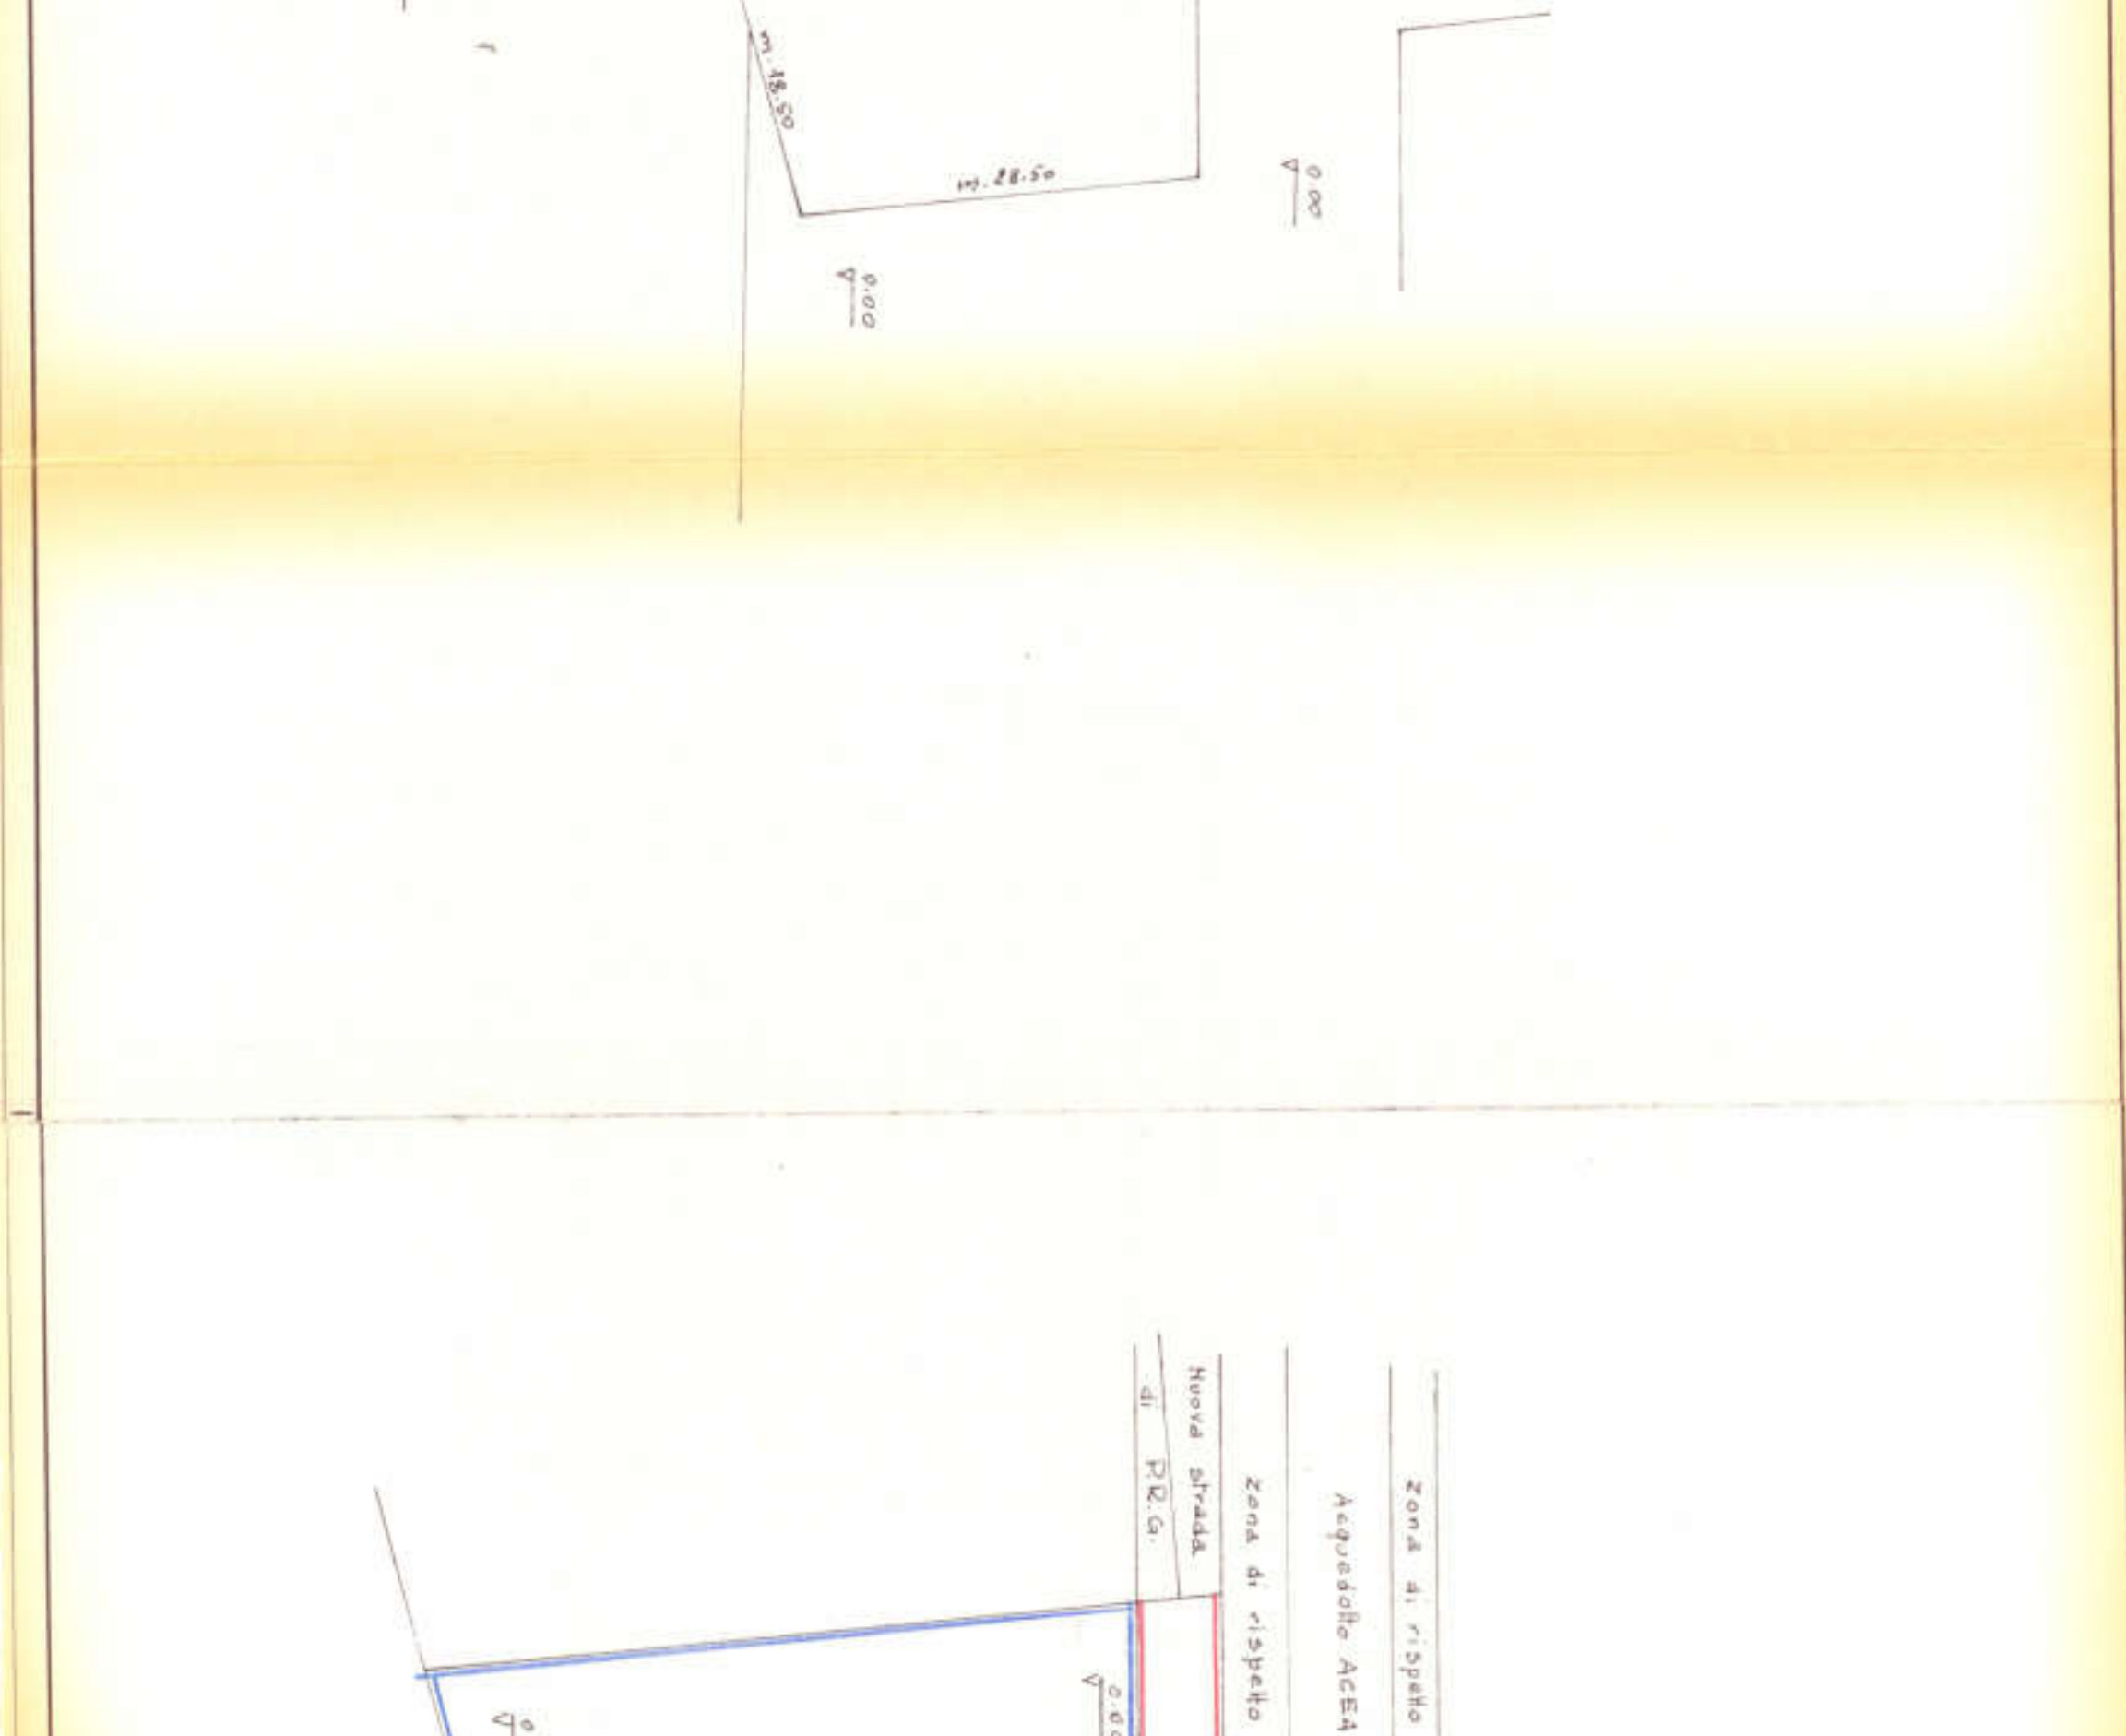 m. 18.50
m. 28.50
0.00
0.00
Nuova strada
di P.R.G.
zona di rispetto
Acquedotto ACEA
zona di rispetto
0.00
0